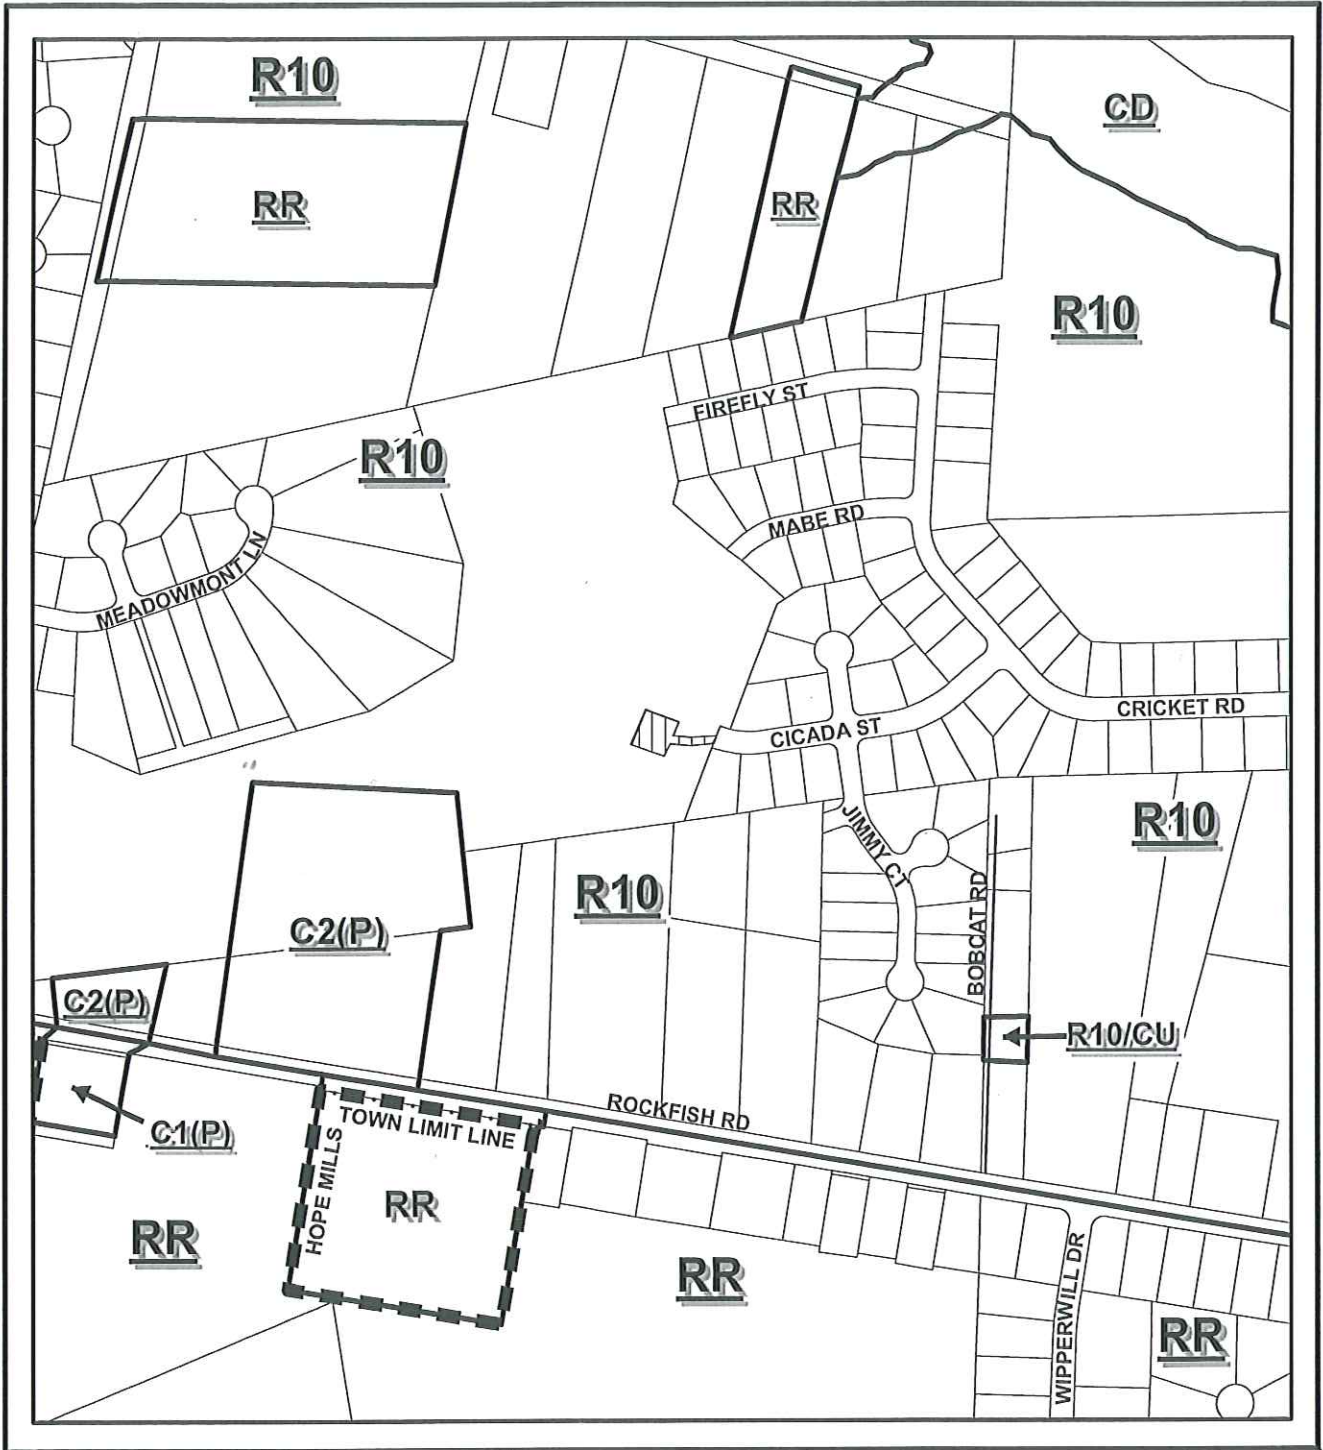 R10
CD
RR
RR
R10
FIREFLY ST
R10
MABE RD
MEADOWMONT LN
CRICKET RD
CICADA ST
R10
JIMMY CT
R10
BOBCAT RD
C2(P)
C2(P)
R10/CU
ROCKFISH RD
TOWN LIMIT LINE
C1(P)
HOPE MILLS
RR
RR
RR
WIPPERWILL DR
RR